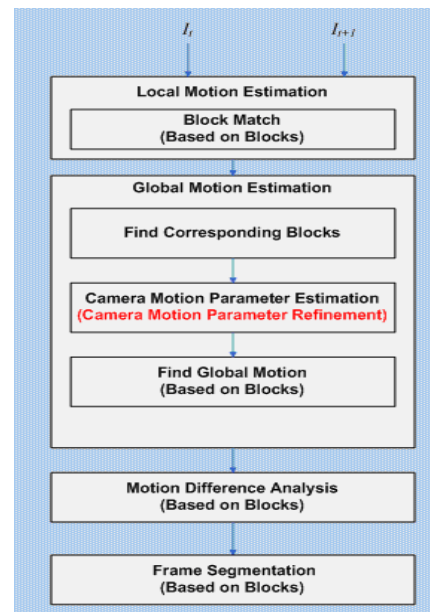 I_t I_{t+1}
Local Motion Estimation
Block Match
(Based on Blocks)
Global Motion Estimation
Find Corresponding Blocks
Camera Motion Parameter Estimation
(Camera Motion Parameter Refinement)
Find Global Motion
(Based on Blocks)
Motion Difference Analysis
(Based on Blocks)
Frame Segmentation
(Based on Blocks)